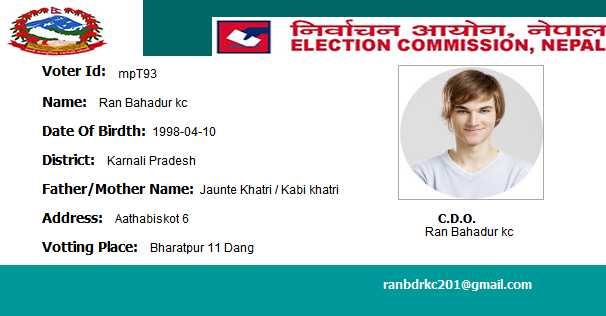 निर्वाचन आयोग, नेपाल
ELECTION COMMISSION, NEPAL
Voter Id: mpT93
Name: Ran Bahadur kc
Date Of Birdth: 1998-04-10
District: Karnali Pradesh
Father/Mother Name: Jaunte Khatri / Kabi khatri
Address: Aathabiskot 6
Votting Place: Bharatpur 11 Dang
C.D.O.
Ran Bahadur kc
ranbdrkc201@gmail.com